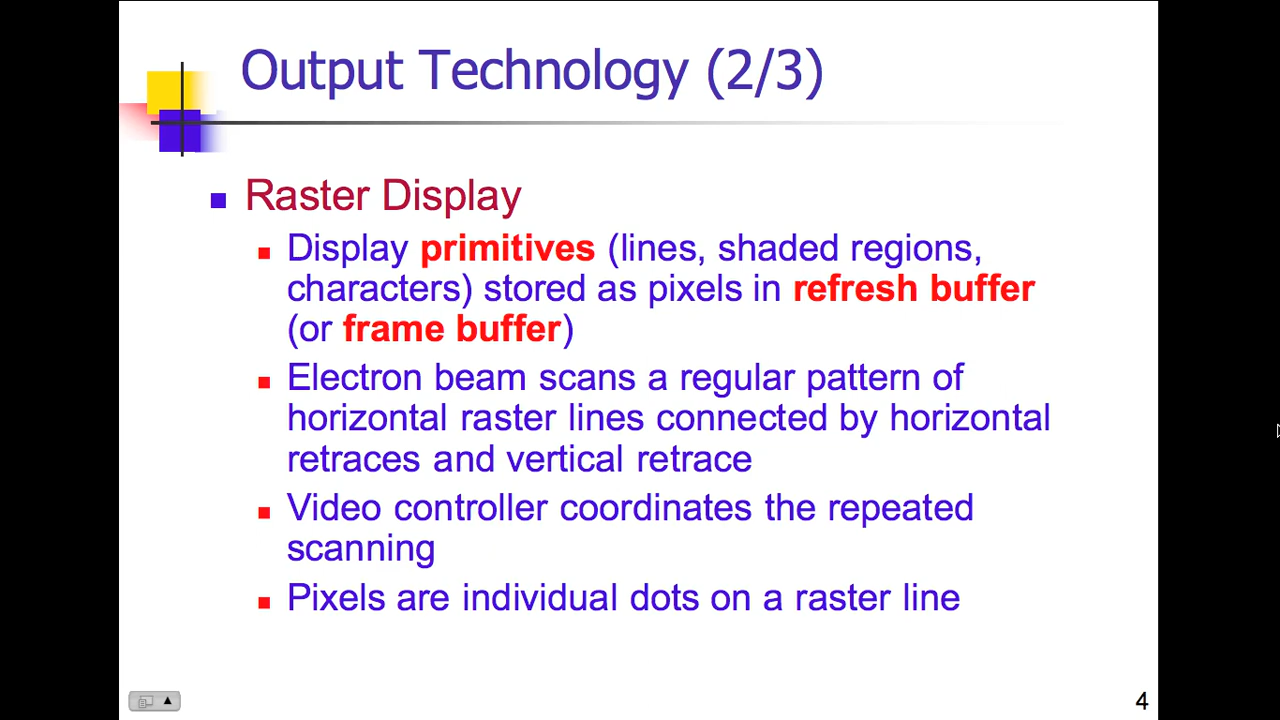 Output Technology (2/3)
Raster Display
Display primitives (lines, shaded regions,
characters) stored as pixels in refresh buffer
(or frame buffer)
Electron beam scans a regular pattern of
horizontal raster lines connected by horizontal
retraces and vertical retrace
Video controller coordinates the repeated
scanning
Pixels are individual dots on a raster line
4